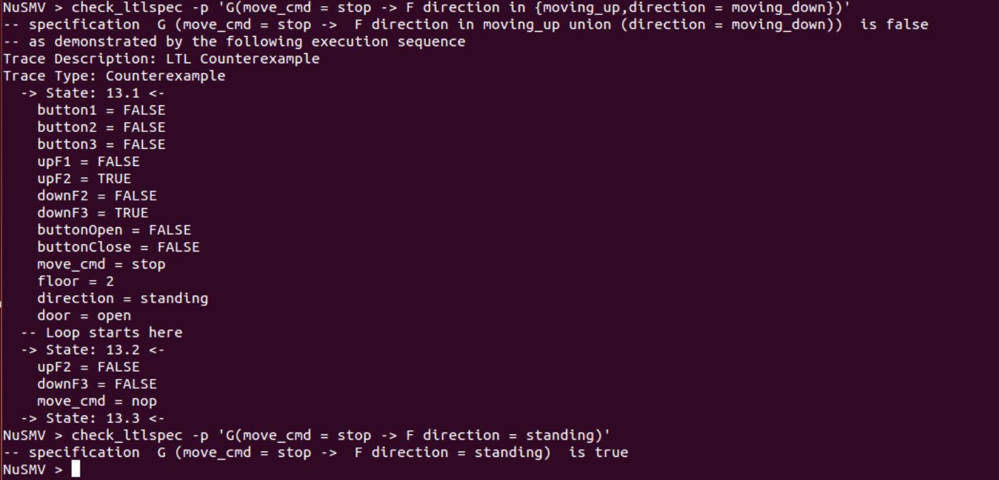 NuSMV > check_ltlspec -p 'G(move_cmd = stop -> F direction in {moving_up,direction = moving_down})'
-- specification  G (move_cmd = stop ->  F direction in moving_up union (direction = moving_down))  is false
-- as demonstrated by the following execution sequence
Trace Description: LTL Counterexample
Trace Type: Counterexample
  -> State: 13.1 <-
    button1 = FALSE
    button2 = FALSE
    button3 = FALSE
    upF1 = FALSE
    upF2 = TRUE
    downF2 = FALSE
    downF3 = TRUE
    buttonOpen = FALSE
    buttonClose = FALSE
    move_cmd = stop
    floor = 2
    direction = standing
    door = open
  -- Loop starts here
  -> State: 13.2 <-
    upF2 = FALSE
    downF3 = FALSE
    move_cmd = nop
  -> State: 13.3 <-
NuSMV > check_ltlspec -p 'G(move_cmd = stop -> F direction = standing)'
-- specification  G (move_cmd = stop ->  F direction = standing)  is true
NuSMV >